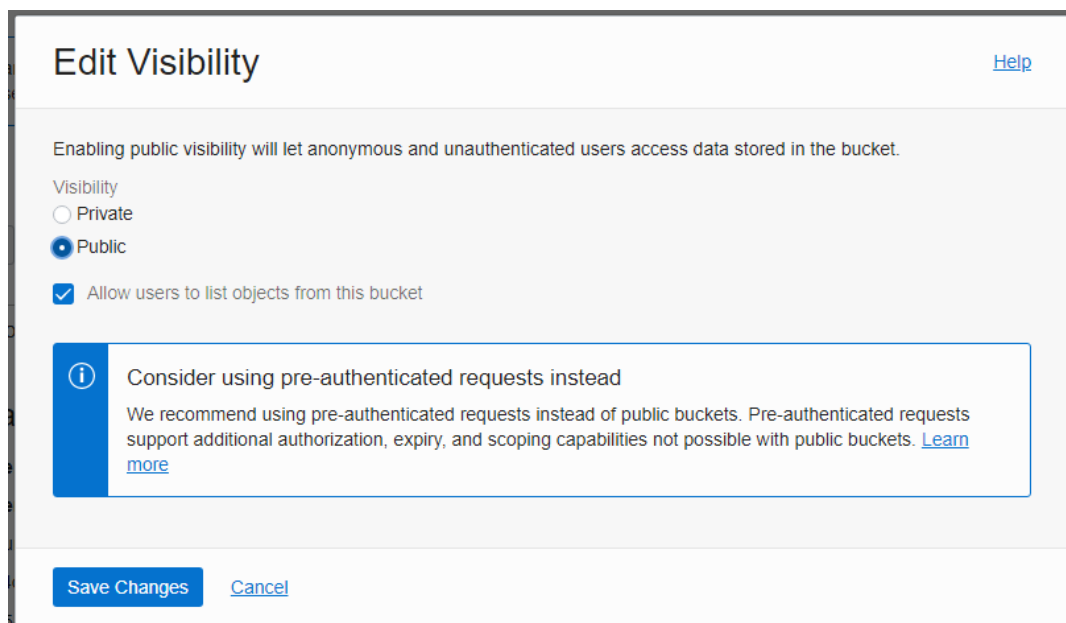 Edit Visibility
Help
Enabling public visibility will let anonymous and unauthenticated users access data stored in the bucket.
Visibility
Private
Public
Allow users to list objects from this bucket
Consider using pre-authenticated requests instead
We recommend using pre-authenticated requests instead of public buckets. Pre-authenticated requests
support additional authorization, expiry, and scoping capabilities not possible with public buckets. Learn
more
Save Changes
Cancel